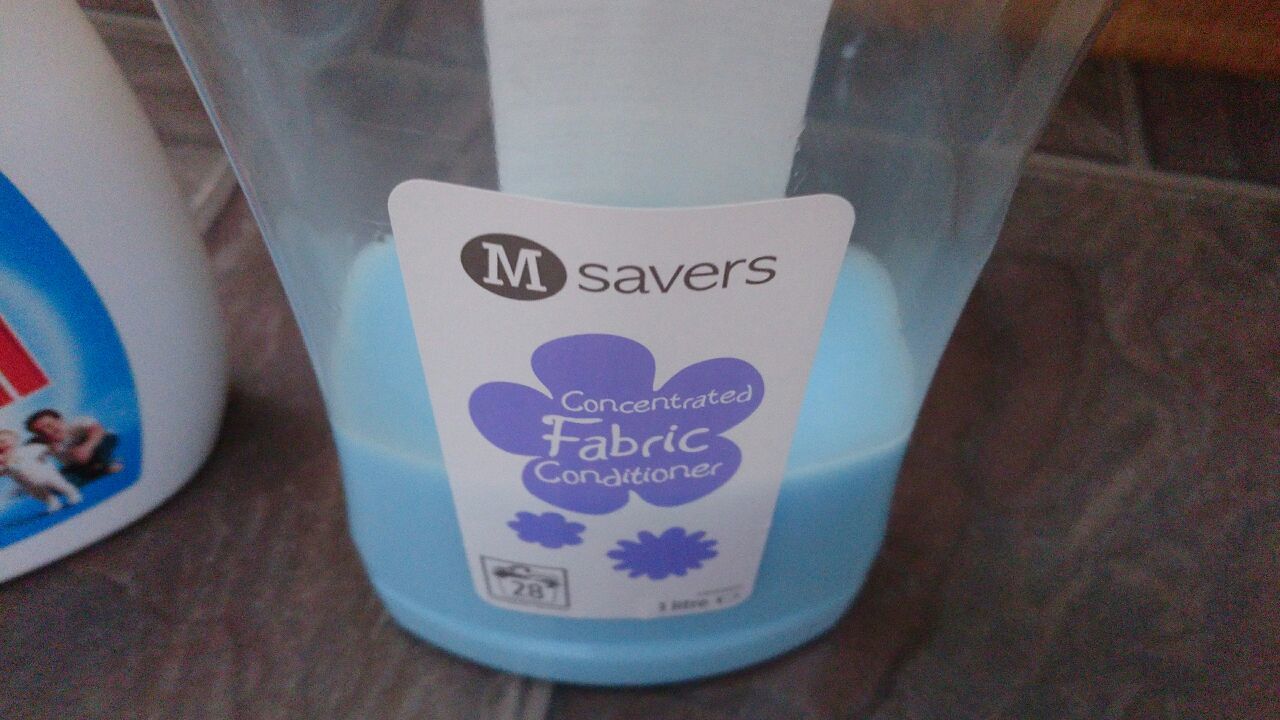 M savers
Concentrated
Fabric
Conditioner
28
1 litre